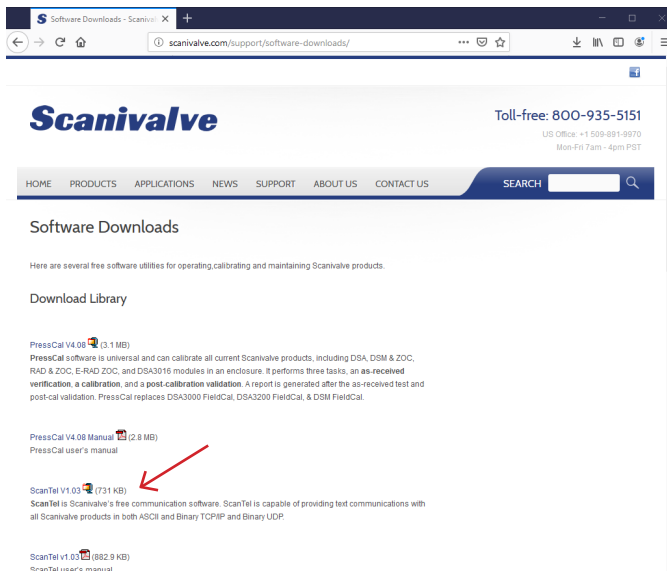 Software Downloads - Scanival
scanivalve.com/support/software-downloads/
Scanivalve
Toll-free: 800-935-5151
US Office: +1 509-891-9970
Mon-Fri 7am - 4pm PST
HOME PRODUCTS APPLICATIONS NEWS SUPPORT ABOUT US CONTACT US SEARCH
Software Downloads
Here are several free software utilities for operating,calibrating and maintaining Scanivalve products.
Download Library
PressCal V4.08 (3.1 MB)
PressCal software is universal and can calibrate all current Scanivalve products, including DSA, DSM & ZOC,
RAD & ZOC, E-RAD ZOC, and DSA3016 modules in an enclosure. It performs three tasks, an as-received
verification, a calibration, and a post-calibration validation. A report is generated after the as-received test and
post-cal validation. PressCal replaces DSA3000 FieldCal, DSA3200 FieldCal, & DSM FieldCal.
PressCal V4.08 Manual (2.8 MB)
PressCal user's manual
ScanTel V1.03 (731 KB)
ScanTel is Scanivalve's free communication software. ScanTel is capable of providing text communications with
all Scanivalve products in both ASCII and Binary TCP/IP and Binary UDP.
ScanTel v1.03 (882.9 KB)
ScanTel user's manual